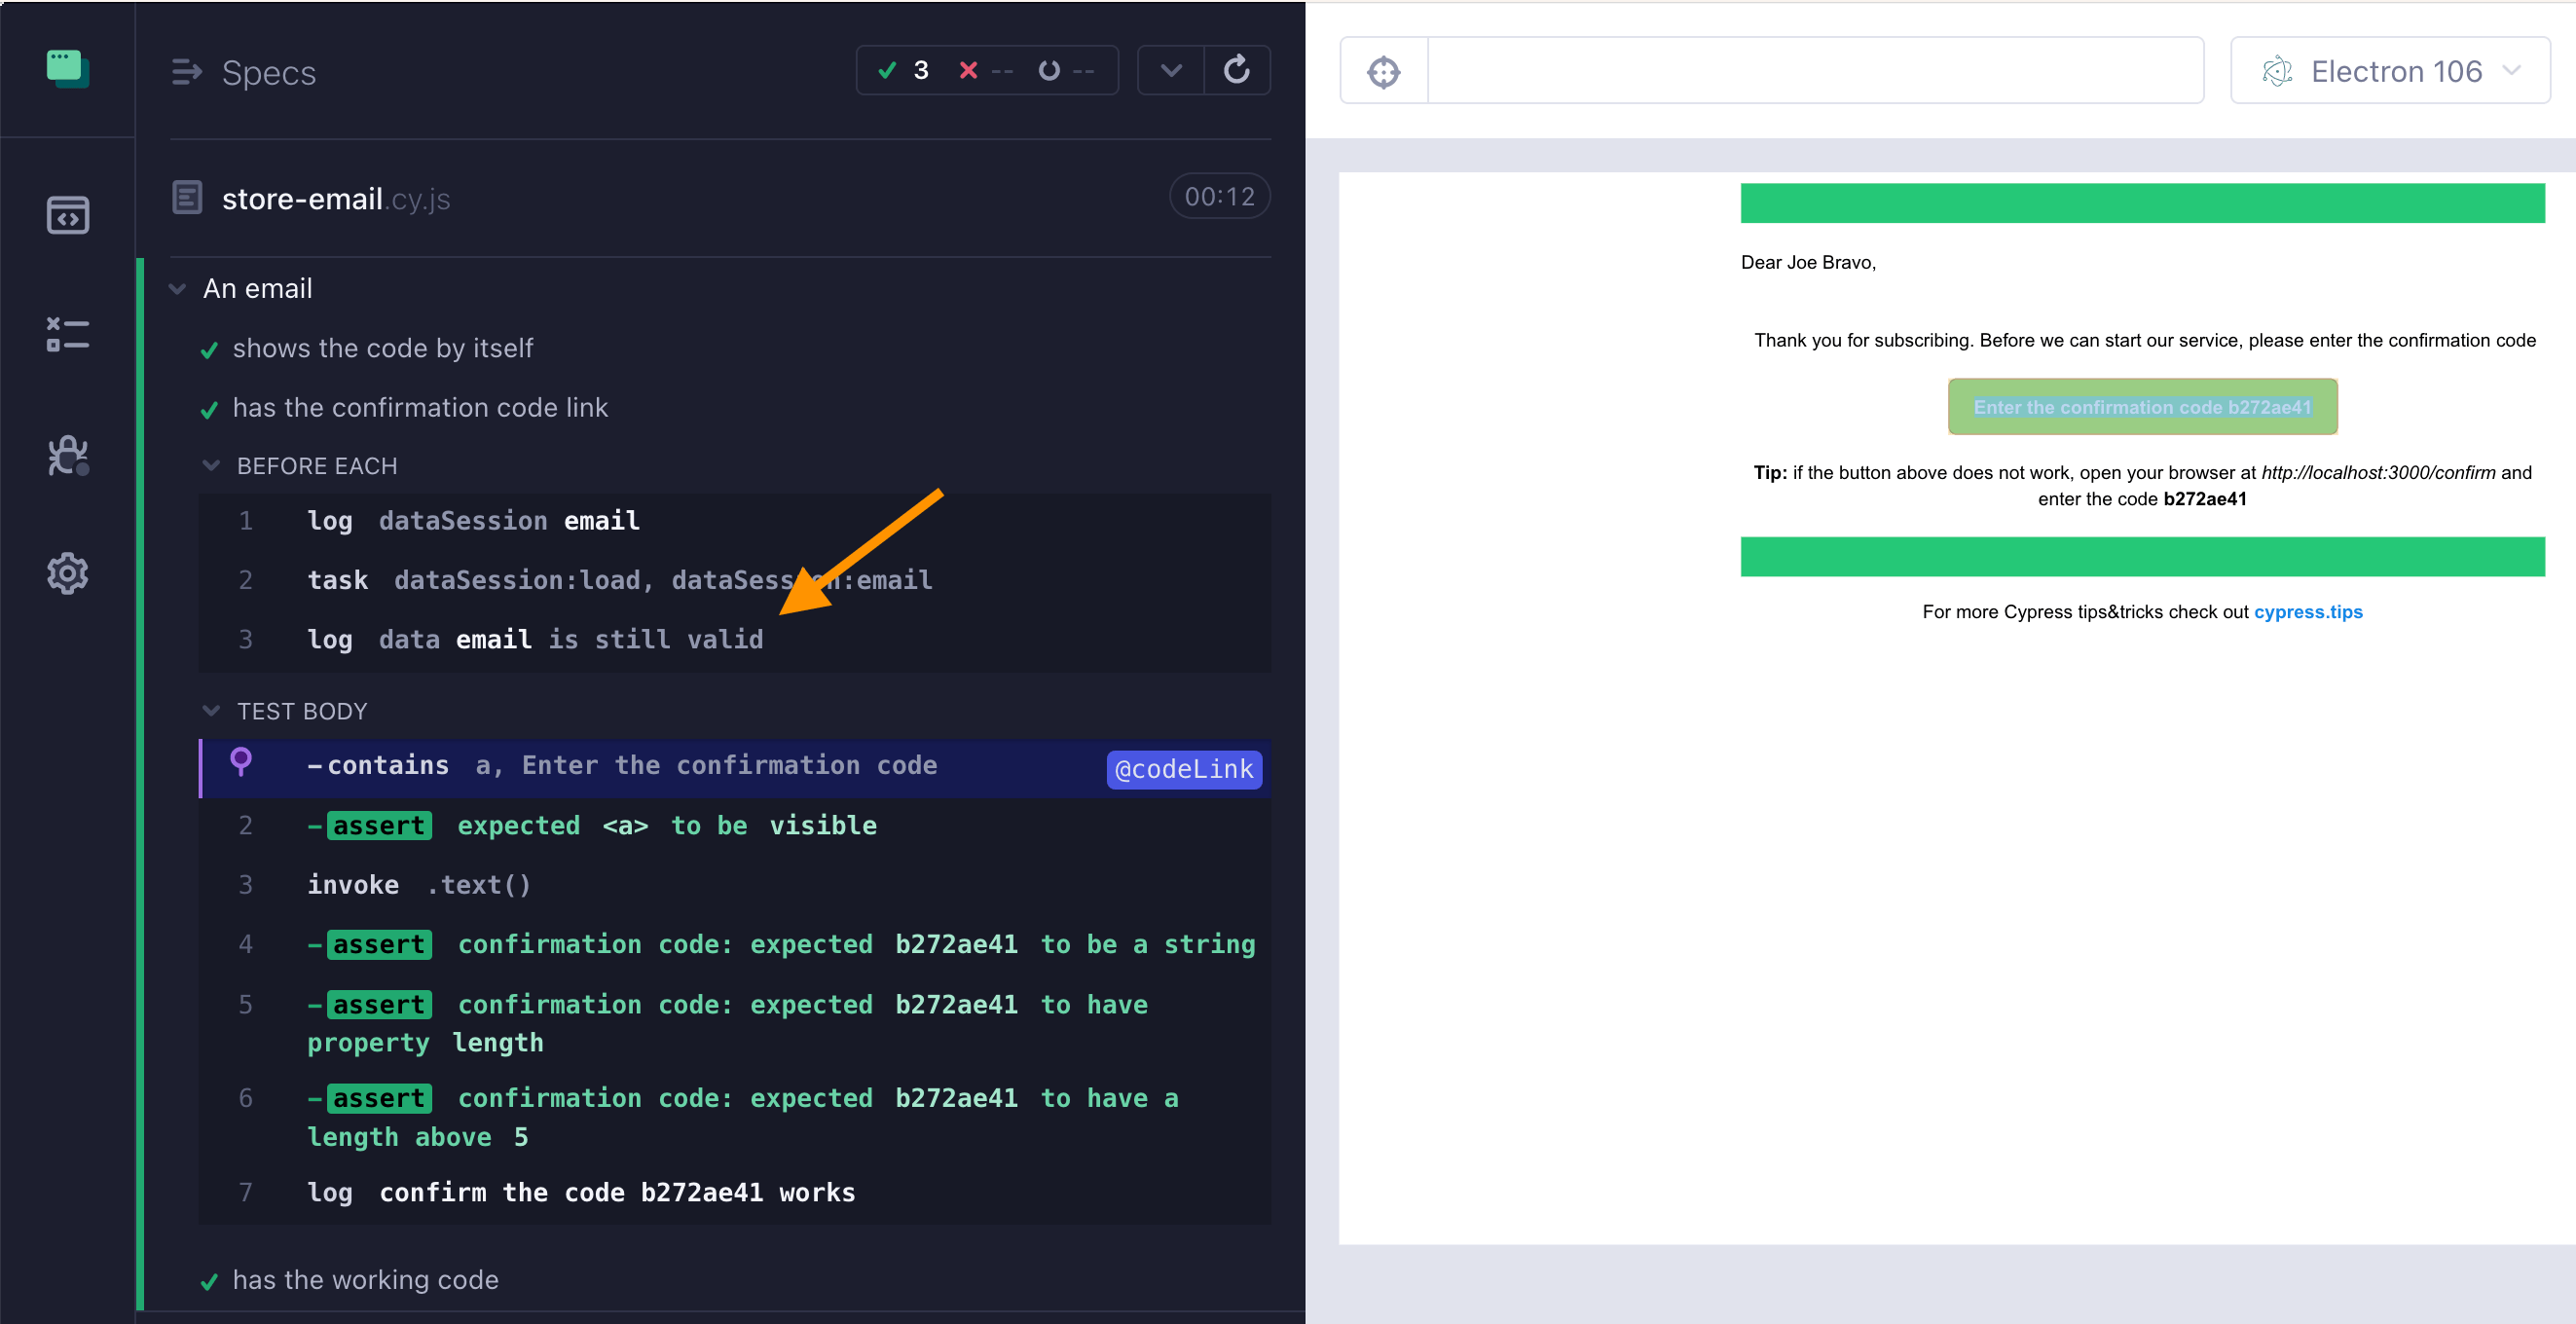 Specs
3 -- --
store-email.cy.js 00:12
An email
shows the code by itself
has the confirmation code link
BEFORE EACH
1 log dataSession email
2 task dataSession:load, dataSession:email
3 log data email is still valid
TEST BODY
-contains a, Enter the confirmation code @codeLink
2 -assert expected <a> to be visible
3 invoke .text()
4 -assert confirmation code: expected b272ae41 to be a string
5 -assert confirmation code: expected b272ae41 to have
property length
6 -assert confirmation code: expected b272ae41 to have a
length above 5
7 log confirm the code b272ae41 works
has the working code
Electron 106
Dear Joe Bravo,
Thank you for subscribing. Before we can start our service, please enter the confirmation code
Enter the confirmation code b272ae41
Tip: if the button above does not work, open your browser at http://localhost:3000/confirm and
enter the code b272ae41
For more Cypress tips&tricks check out cypress.tips